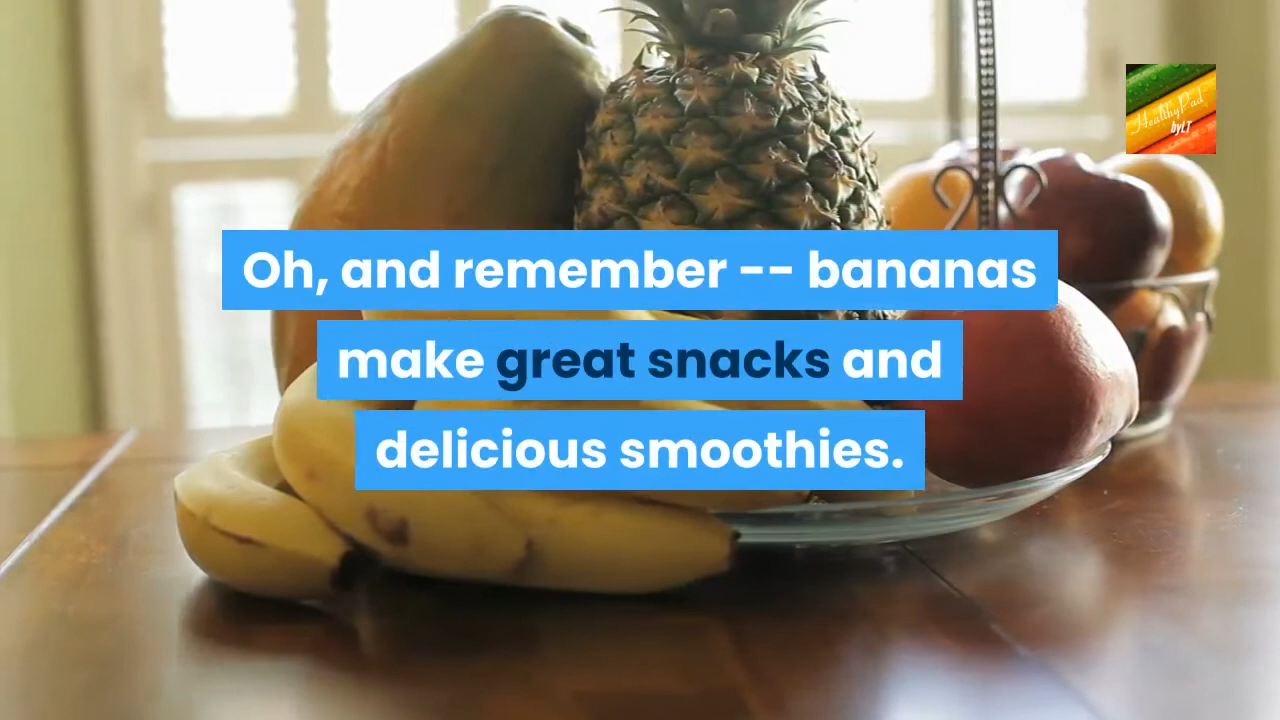 HealthyPad
byLT
Oh, and remember -- bananas
make great snacks and
delicious smoothies.